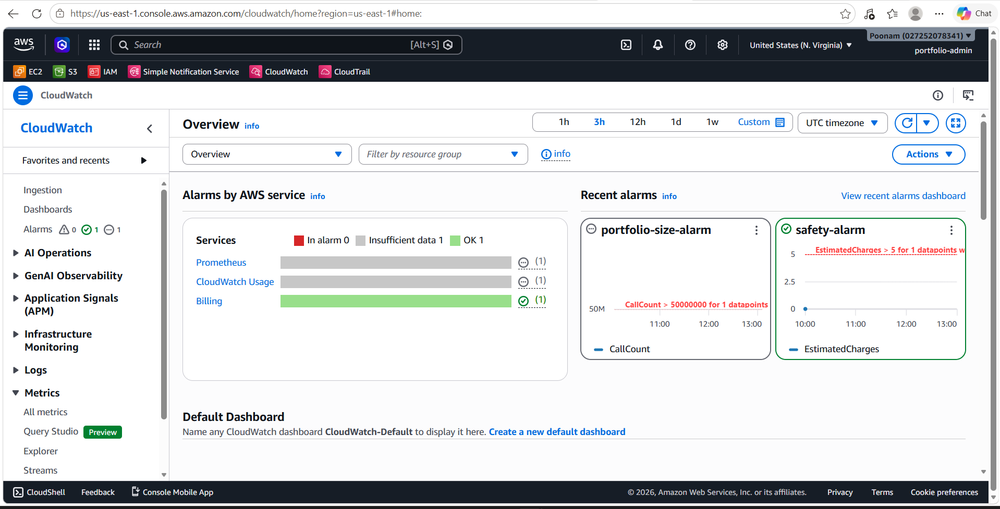 https://us-east-1.console.aws.amazon.com/cloudwatch/home?region=us-east-1#home:
Chat
aws
Search
[Alt+S]
United States (N. Virginia)
Poonam (027252078341)
portfolio-admin
EC2
S3
IAM
Simple Notification Service
CloudWatch
CloudTrail
CloudWatch
CloudWatch
Favorites and recents
Ingestion
Dashboards
Alarms 0 1 1
AI Operations
GenAI Observability
Application Signals
(APM)
Infrastructure
Monitoring
Logs
Metrics
All metrics
Query Studio Preview
Explorer
Streams
Overview info
1h 3h 12h 1d 1w Custom
UTC timezone
Overview
Filter by resource group
info
Actions
Alarms by AWS service info
Services
In alarm 0 Insufficient data 1 OK 1
Prometheus (1)
CloudWatch Usage (1)
Billing (1)
Recent alarms info
View recent alarms dashboard
portfolio-size-alarm
CallCount > 50000000 for 1 datapoints
50M
11:00 12:00 13:00
CallCount
safety-alarm
EstimatedCharges > 5 for 1 datapoints w
5
2.5
0
10:00 11:00 12:00 13:00
EstimatedCharges
Default Dashboard
Name any CloudWatch dashboard CloudWatch-Default to display it here. Create a new default dashboard
CloudShell
Feedback
Console Mobile App
© 2026, Amazon Web Services, Inc. or its affiliates.
Privacy
Terms
Cookie preferences